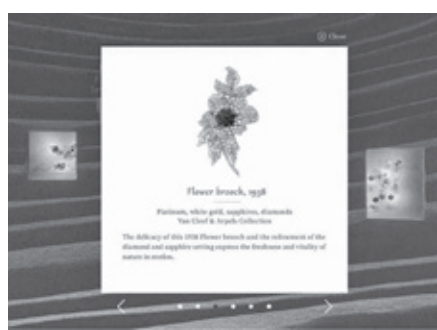 Close
Flower brooch, 1938
Platinum, white gold, sapphires, diamonds
Van Cleef & Arpels Collection
The delicacy of this 1938 Flower brooch and the refinement of the
diamond and sapphire setting express the freshness and vitality of
nature in motion.